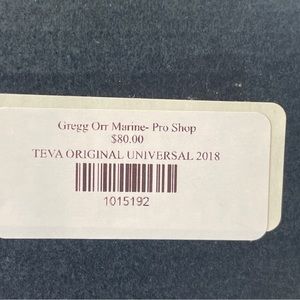 Gregg Orr Marine- Pro Shop
$80.00
TEVA ORIGINAL UNIVERSAL 2018
1015192